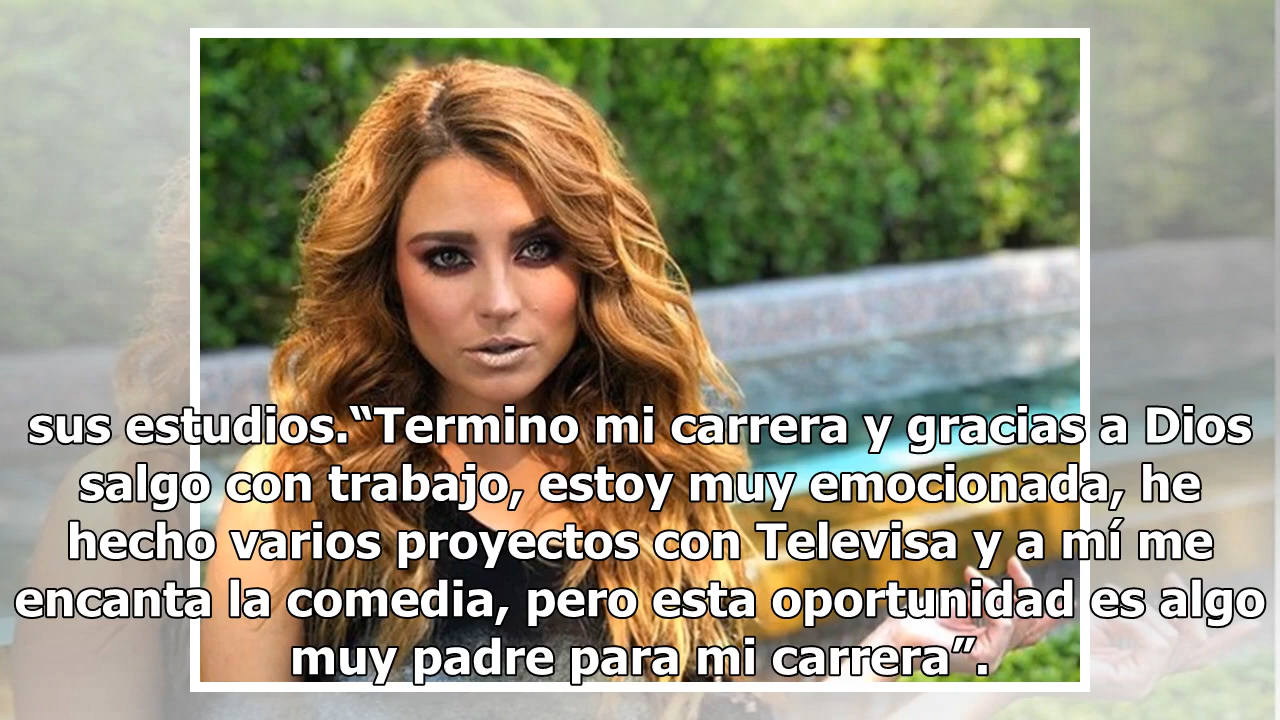 sus estudios.“Termino mi carrera y gracias a Dios
salgo con trabajo, estoy muy emocionada, he
hecho varios proyectos con Televisa y a mí me
encanta la comedia, pero esta oportunidad es algo
muy padre para mi carrera”.